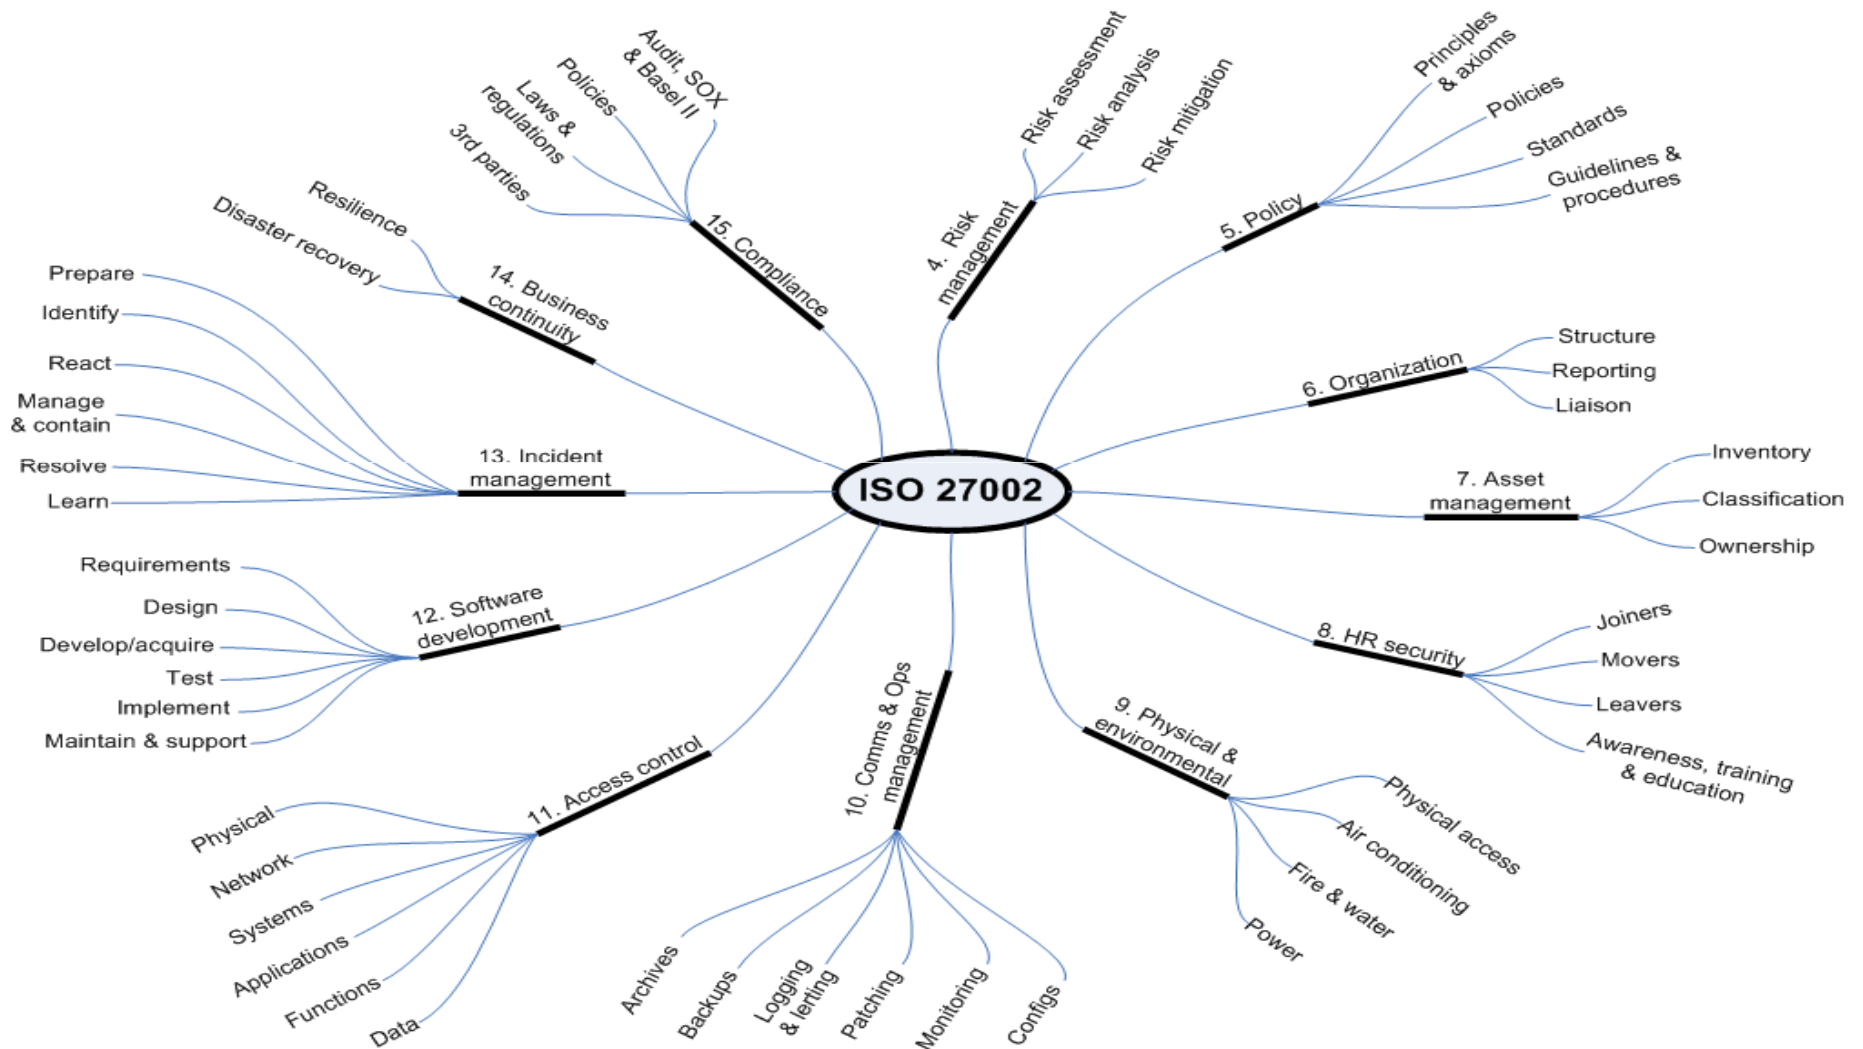 ISO 27002
4. Risk
management
Risk assessment
Risk analysis
Risk mitigation
5. Policy
Principles
& axioms
Policies
Standards
Guidelines &
procedures
6. Organization
Structure
Reporting
Liaison
7. Asset
management
Inventory
Classification
Ownership
8. HR security
Joiners
Movers
Leavers
Awareness, training
& education
9. Physical &
environmental
Physical access
Air conditioning
Fire & water
Power
10. Comms & Ops
management
Configs
Monitoring
Patching
Logging
& lerting
Backups
Archives
11. Access control
Physical
Network
Systems
Applications
Functions
Data
12. Software
development
Requirements
Design
Develop/acquire
Test
Implement
Maintain & support
13. Incident
management
Prepare
Identify
React
Manage
& contain
Resolve
Learn
14. Business
continuity
Resilience
Disaster recovery
15. Compliance
3rd parties
Laws &
regulations
Policies
Audit, SOX
& Basel II